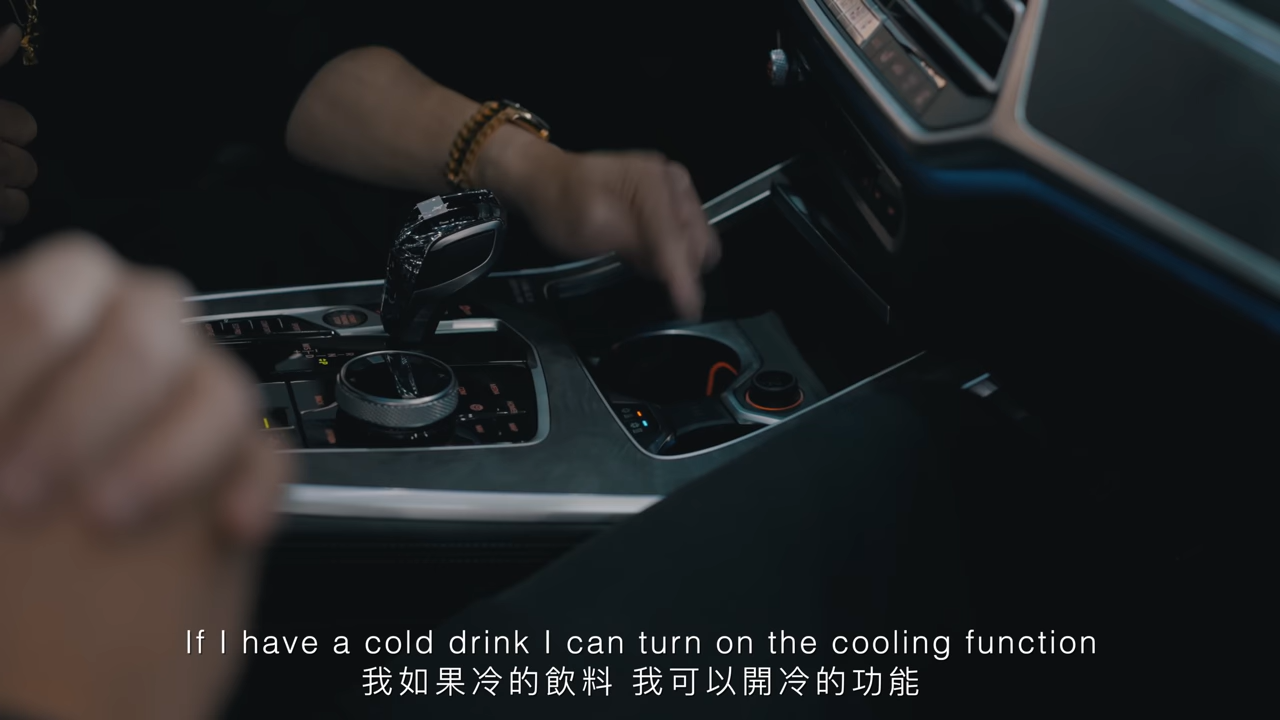 If I have a cold drink I can turn on the cooling function
我如果冷的飲料 我可以開冷的功能